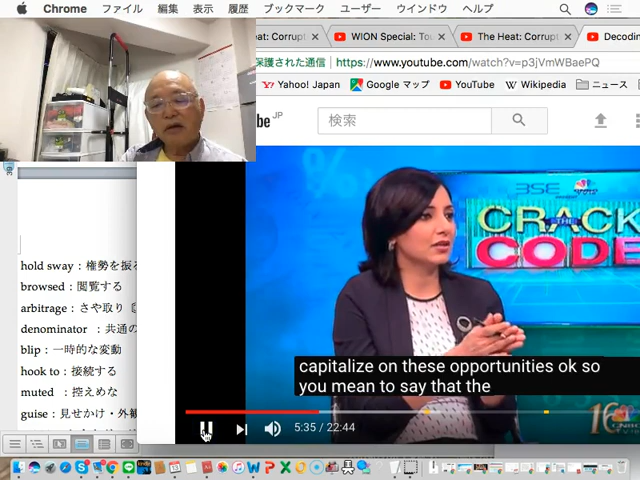 Chrome ファイル 編集 表示 履歴 ブックマーク ユーザー ウインドウ ヘルプ
he Heat: Corrupt
WION Special: Tou
The Heat: Corrupt
Decodin
保護された通信 | https://www.youtube.com/watch?v=p3jVmWBaePQ
Yahoo! Japan Google マップ YouTube Wikipedia ニュース
be JP
検索
hold sway：権勢を振る
browsed：閲覧する
arbitrage：さや取り
denominator ：共通の
blip：一時的な変動
hook to：接続する
muted ：控えめな
guise：見せかけ・外観
BSE
CRACK
THE
CODE
capitalize on these opportunities ok so
you mean to say that the
16
5:35 / 22:44